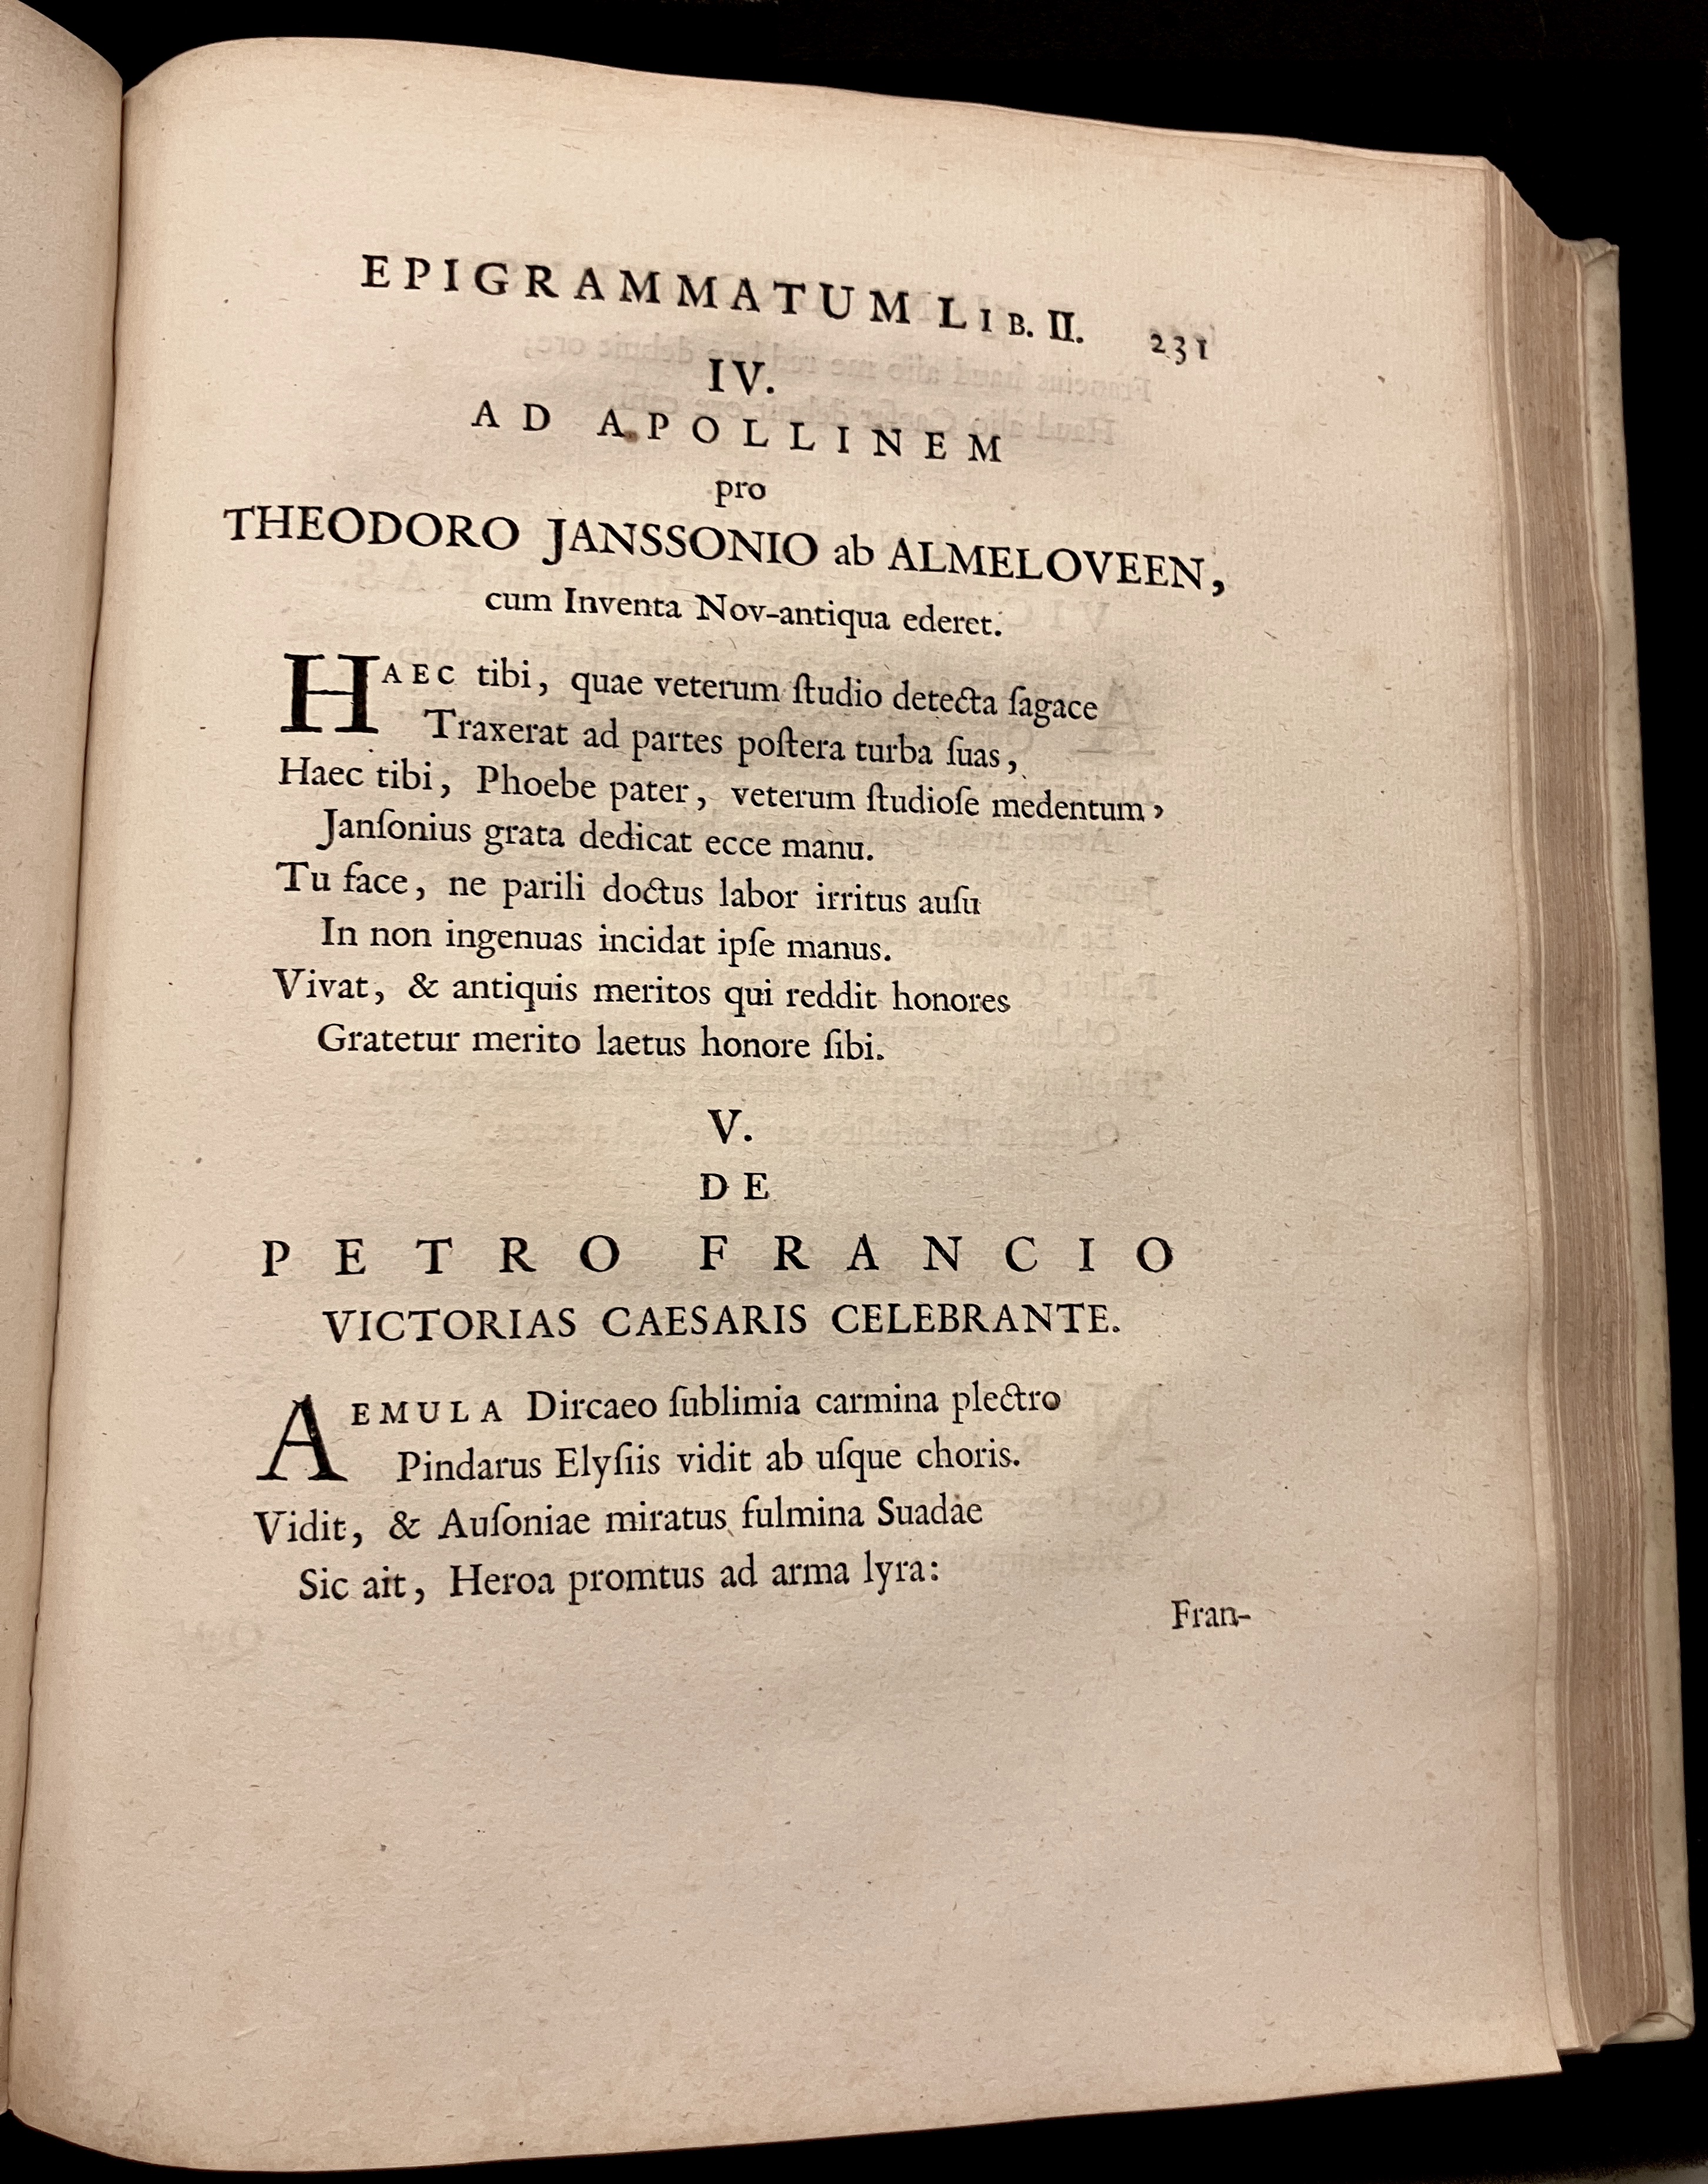 EPIGRAMMATUM LIB. II. 231
IV.
AD APOLLINEM
pro
THEODORO JANSSONIO ab ALMELOVEEN,
cum Inventa Nov-antiqua ederet.
HAEC tibi, quae veterum ſtudio detecta ſagace
Traxerat ad partes poſtera turba ſuas,
Haec tibi, Phoebe pater, veterum ſtudioſe medentum,
Janſonius grata dedicat ecce manu.
Tu face, ne parili doctus labor irritus auſu
In non ingenuas incidat ipſe manus.
Vivat, & antiquis meritos qui reddit honores
Gratetur merito laetus honore ſibi.
V.
DE
PETRO FRANCIO
VICTORIAS CAESARIS CELEBRANTE.
AEMULA Dircaeo ſublimia carmina plectro
Pindarus Elyſiis vidit ab uſque choris.
Vidit, & Auſoniae miratus fulmina Suadae
Sic ait, Heroa promtus ad arma lyra:
Fran-